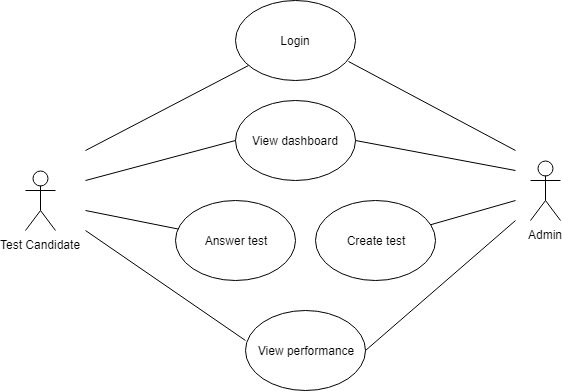 Login
View dashboard
Answer test
Create test
Test Candidate
Admin
View performance